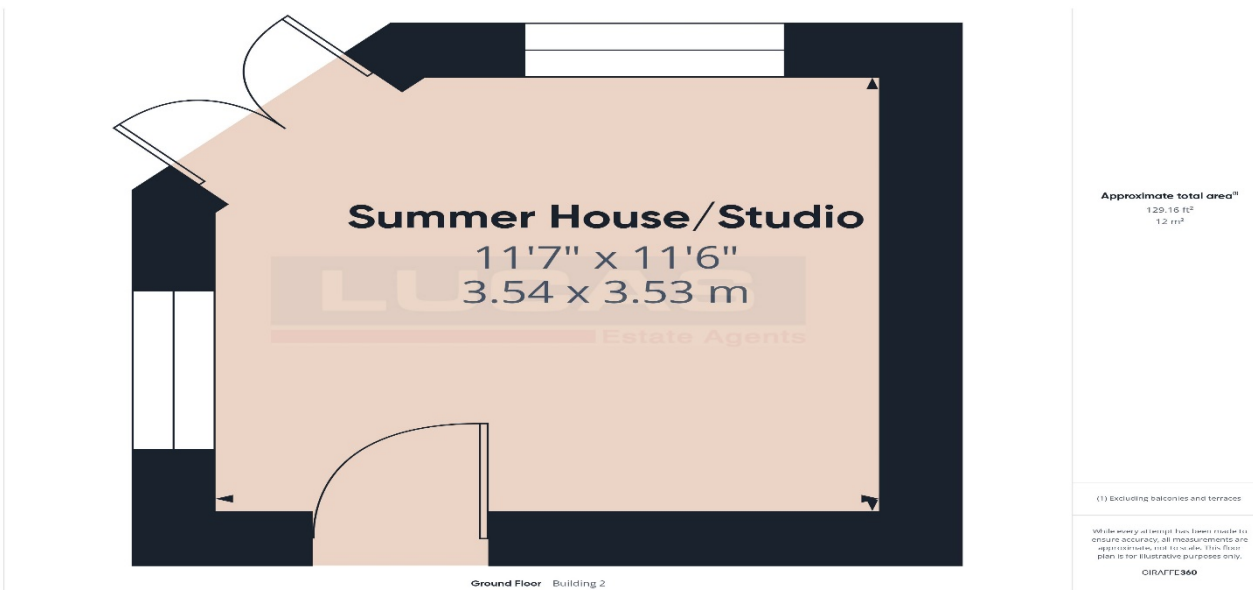 Summer House/Studio
11'7" x 11'6"
3.54 x 3.53 m
LUCAS
Estate Agents
Ground Floor Building 2
Approximate total area⁽¹⁾
129.16 ft²
12 m²
(1) Excluding balconies and terraces
While every attempt has been made to
ensure accuracy, all measurements are
approximate, not to scale. This floor
plan is for illustrative purposes only.
GIRAFFE360